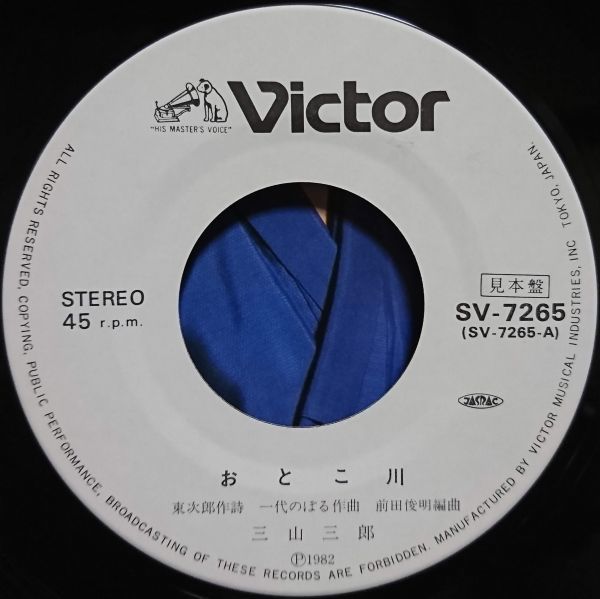 Victor
"HIS MASTER'S VOICE"
STEREO
45 r.p.m.
見本盤
SV-7265
(SV-7265-A)
JASRAC
おとこ川
東次郎作詩 一代のぼる作曲 前田俊明編曲
三山三郎
Ⓟ1982
ALL RIGHTS RESERVED, COPYING, PUBLIC PERFORMANCE, BROADCASTING OF THESE RECORDS ARE FORBIDDEN. MANUFACTURED BY VICTOR MUSICAL INDUSTRIES, INC TOKYO, JAPAN.